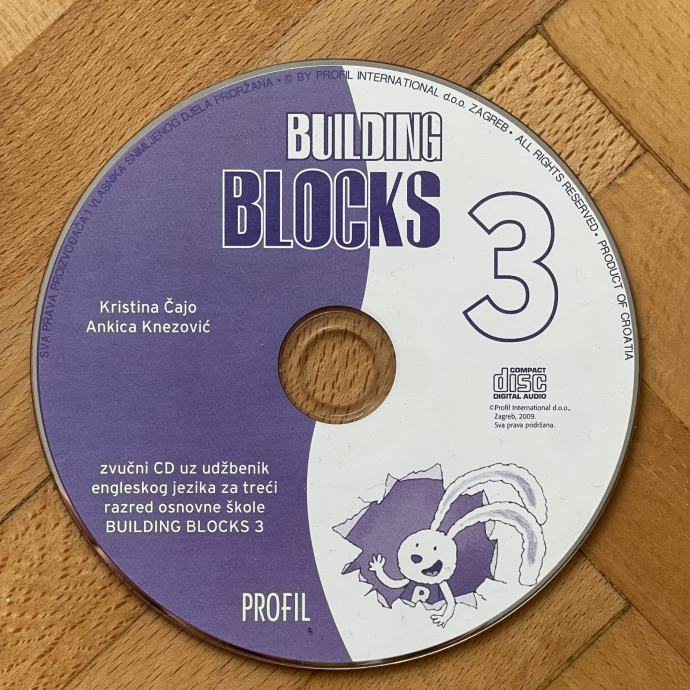 SVA PRAVA PROIZVOĐAČA I VLASNIKA SNIMLJENOG DJELA PRIDRŽANA • © BY PROFIL INTERNATIONAL d.o.o. ZAGREB • ALL RIGHTS RESERVED • PRODUCT OF CROATIA
BUILDING
BLOCKS
3
Kristina Čajo
Ankica Knezović
COMPACT
disc
DIGITAL AUDIO
©Profil International d.o.o.,
Zagreb, 2009.
Sva prava pridržana.
zvučni CD uz udžbenik
engleskog jezika za treći
razred osnovne škole
BUILDING BLOCKS 3
R
PROFIL